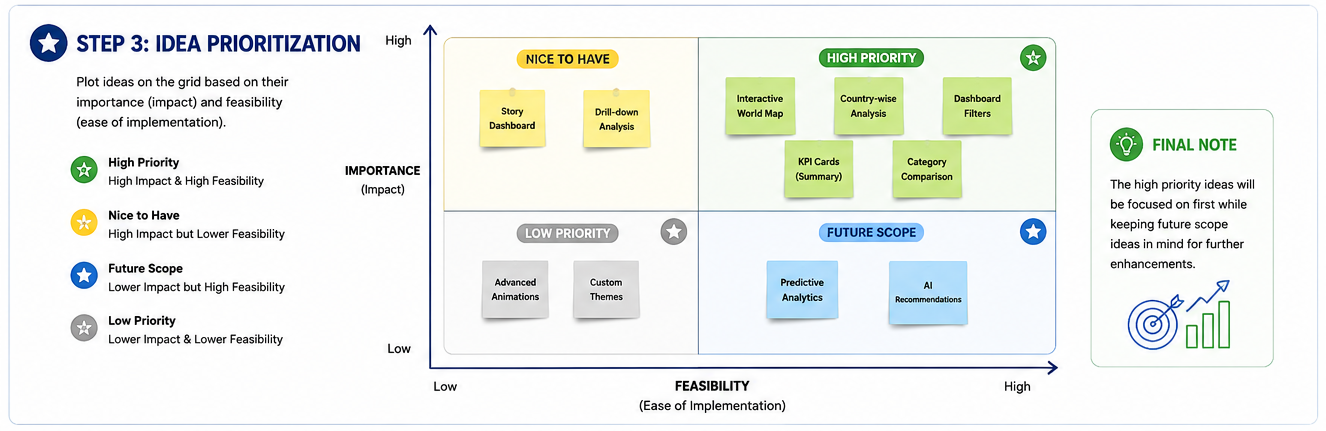 STEP 3: IDEA PRIORITIZATION
Plot ideas on the grid based on their
importance (impact) and feasibility
(ease of implementation).
High Priority
High Impact & High Feasibility
Nice to Have
High Impact but Lower Feasibility
Future Scope
Lower Impact but High Feasibility
Low Priority
Lower Impact & Lower Feasibility
High
IMPORTANCE
(Impact)
Low
NICE TO HAVE
Story
Dashboard
Drill-down
Analysis
HIGH PRIORITY
Interactive
World Map
Country-wise
Analysis
Dashboard
Filters
KPI Cards
(Summary)
Category
Comparison
LOW PRIORITY
Advanced
Animations
Custom
Themes
FUTURE SCOPE
Predictive
Analytics
AI
Recommendations
Low
FEASIBILITY
(Ease of Implementation)
High
FINAL NOTE
The high priority ideas will
be focused on first while
keeping future scope
ideas in mind for further
enhancements.